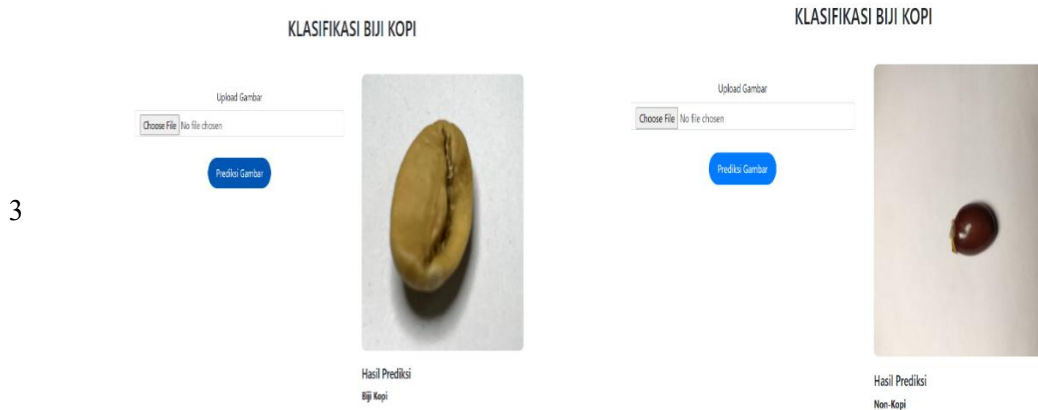 3
KLASIFIKASI BIJI KOPI
Upload Gambar
Choose File No file chosen
Prediksi Gambar
Hasil Prediksi
Biji Kopi
KLASIFIKASI BIJI KOPI
Upload Gambar
Choose File No file chosen
Prediksi Gambar
Hasil Prediksi
Non-Kopi